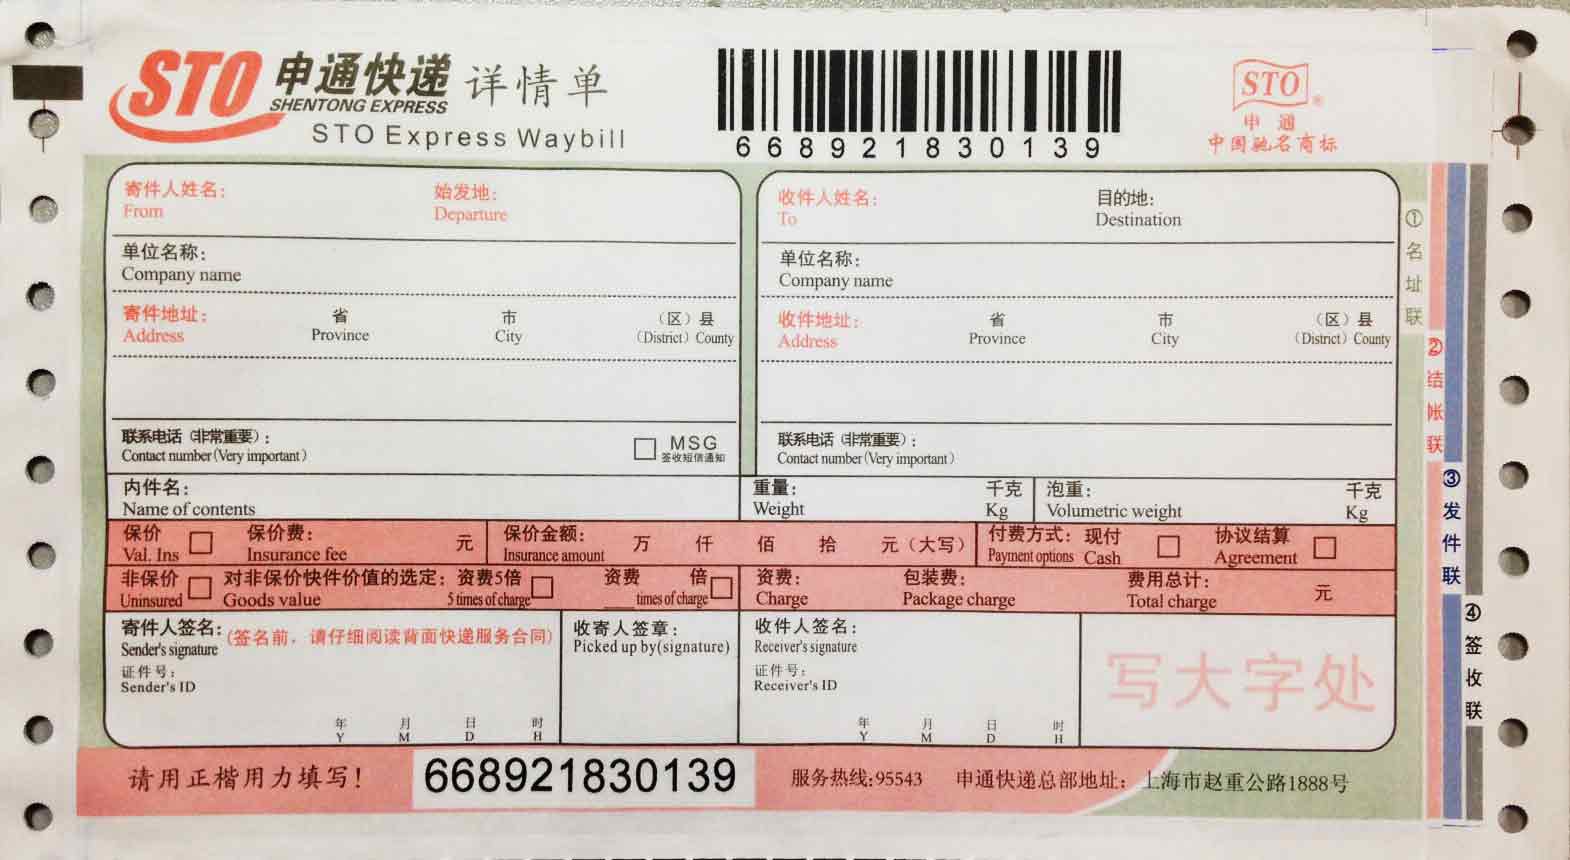 STO 申通快递 详情单
SHENTONG EXPRESS
STO Express Waybill
668921830139
STO ®
申通
中国驰名商标
寄件人姓名: 始发地:
From Departure
单位名称:
Company name
寄件地址: 省 市 (区)县
Address Province City (District) County
联系电话(非常重要):
Contact number(Very important)
MSG
签收短信通知
收件人姓名: 目的地:
To Destination
单位名称:
Company name
收件地址: 省 市 (区)县
Address Province City (District) County
联系电话(非常重要):
Contact number(Very important)
内件名: 重量: 千克 泡重: 千克
Name of contents Weight Kg Volumetric weight Kg
保价 保价费: 元 保价金额: 万 仟 佰 拾 元(大写) 付费方式: 现付 协议结算
Val. Ins Insurance fee Insurance amount Payment options Cash Agreement
非保价 对非保价快件价值的选定: 资费5倍 资费 倍 资费: 包装费: 费用总计: 元
Uninsured Goods value 5 times of charge ___ times of charge Charge Package charge Total charge
寄件人签名: (签名前，请仔细阅读背面快递服务合同)
Sender's signature
证件号:
Sender's ID
年 月 日 时
Y M D H
收寄人签章:
Picked up by(signature)
收件人签名:
Receiver's signature
证件号:
Receiver's ID
年 月 日 时
Y M D H
写大字处
请用正楷用力填写!
668921830139
服务热线:95543 申通快递总部地址: 上海市赵重公路1888号
①名址联
②结账联
③发件联
④签收联